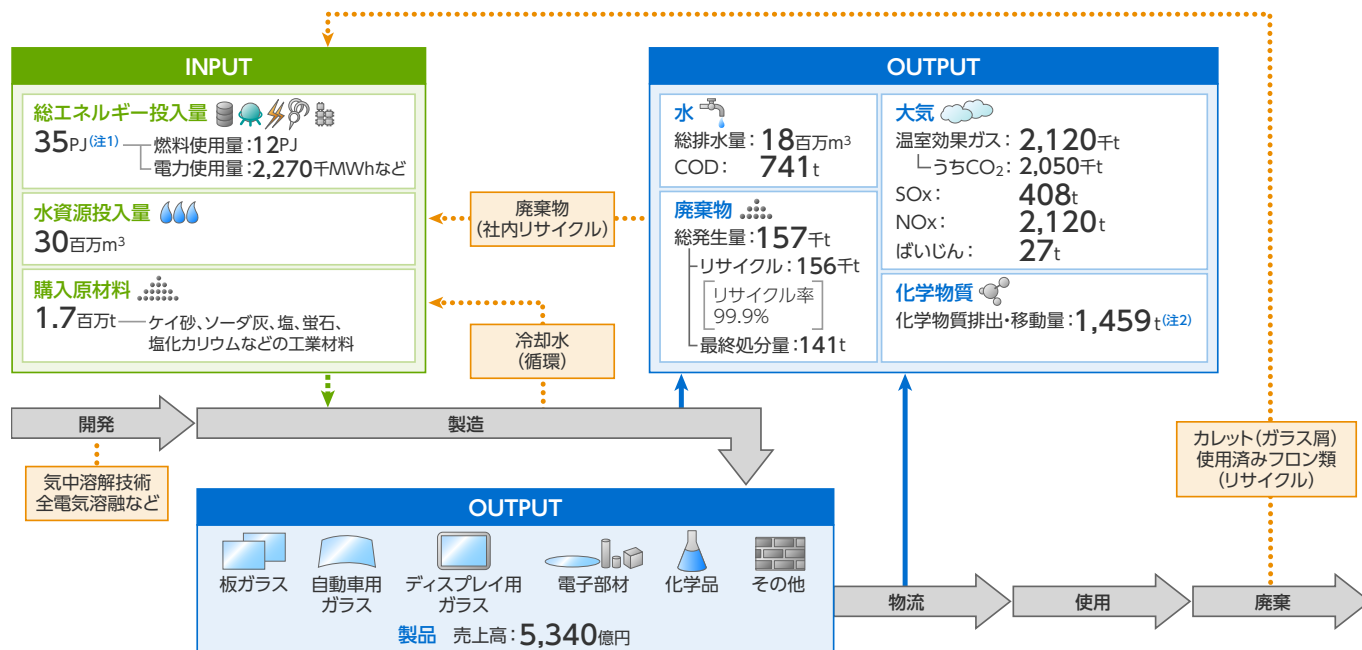 INPUT
総エネルギー投入量
35PJ(注1)
燃料使用量:12PJ
電力使用量:2,270千MWhなど
水資源投入量
30百万m³
購入原材料
1.7百万t
ケイ砂、ソーダ灰、塩、蛍石、
塩化カリウムなどの工業材料
廃棄物
(社内リサイクル)
冷却水
(循環)
OUTPUT
水
総排水量:18百万m³
COD: 741t
廃棄物
総発生量:157千t
リサイクル:156千t
リサイクル率
99.9%
最終処分量:141t
大気
温室効果ガス:2,120千t
うちCO₂:2,050千t
SOx: 408t
NOx: 2,120t
ばいじん: 27t
化学物質
化学物質排出・移動量:1,459t(注2)
開発
製造
気中溶解技術
全電気溶融など
カレット(ガラス屑)
使用済みフロン類
(リサイクル)
OUTPUT
板ガラス
自動車用
ガラス
ディスプレイ用
ガラス
電子部材
化学品
その他
製品 売上高:5,340億円
物流
使用
廃棄